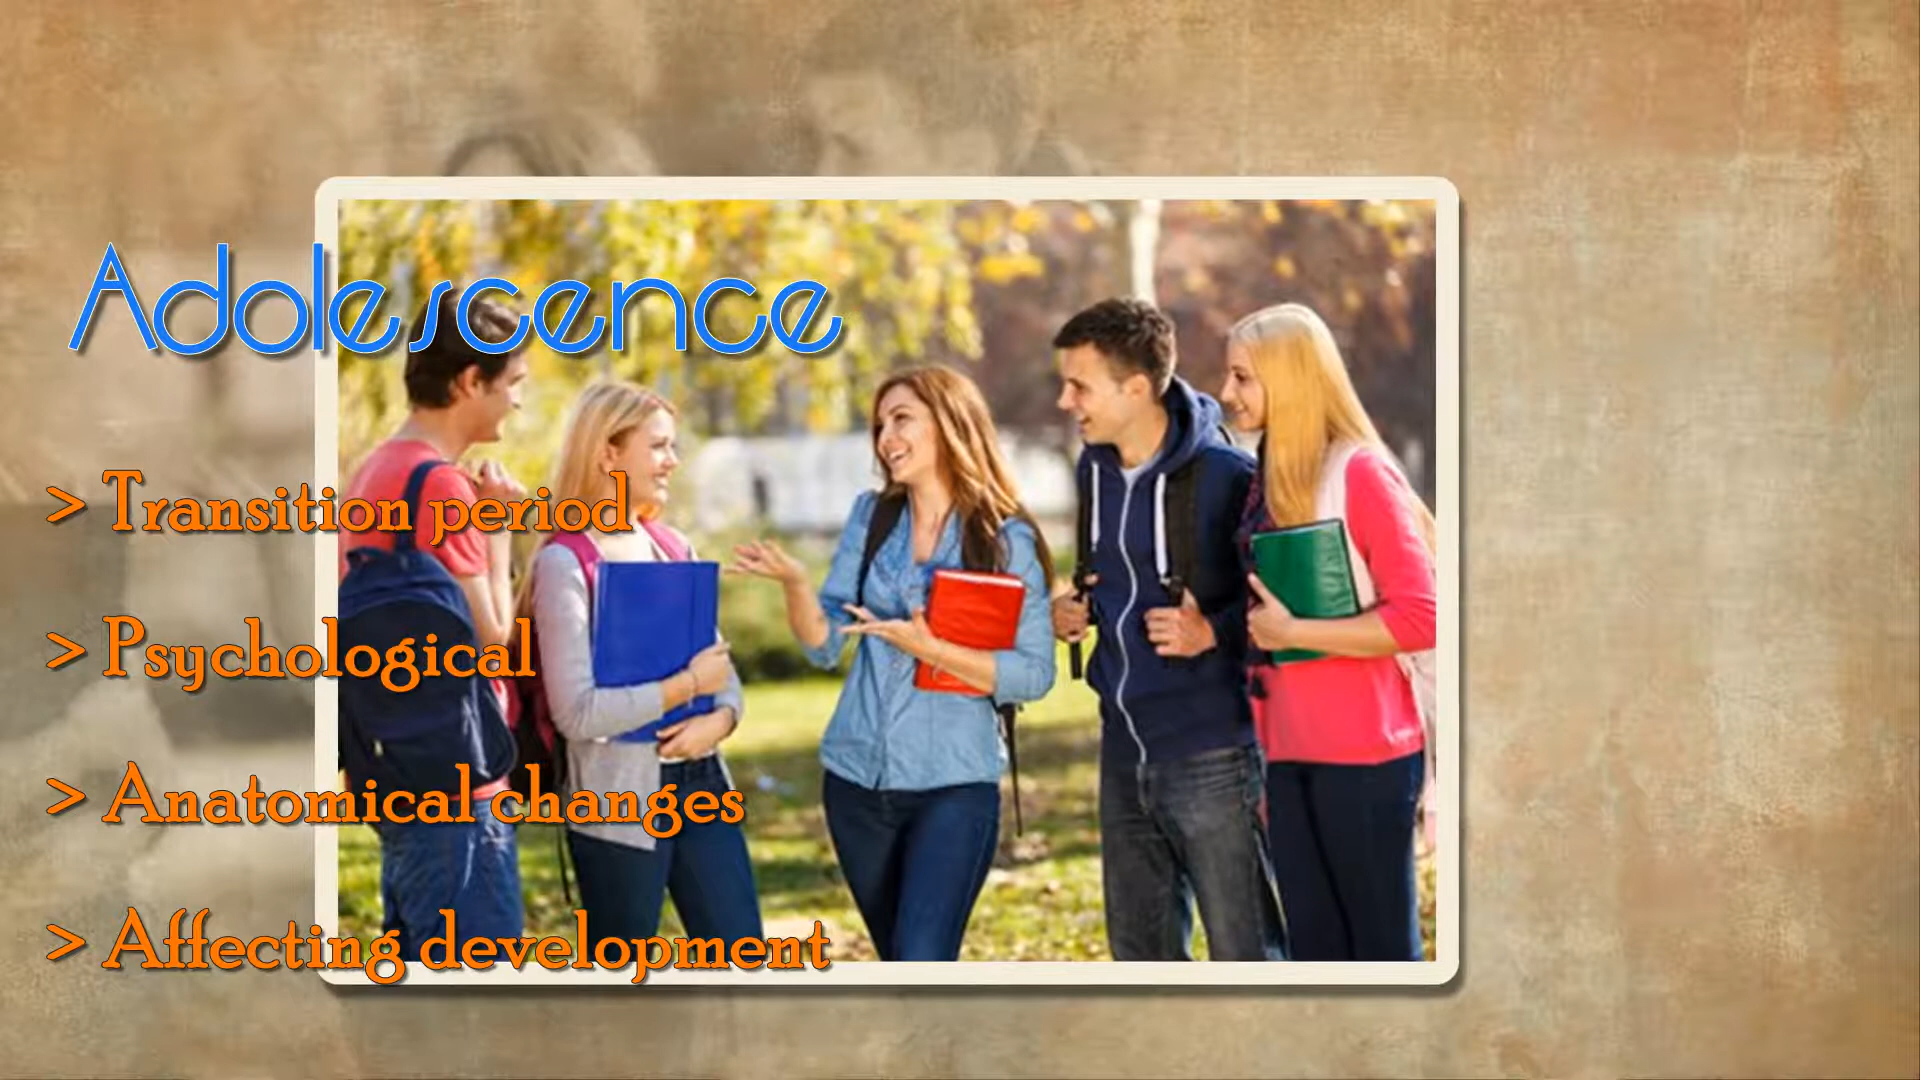 Adolescence
> Transition period
> Psychological
> Anatomical changes
> Affecting development